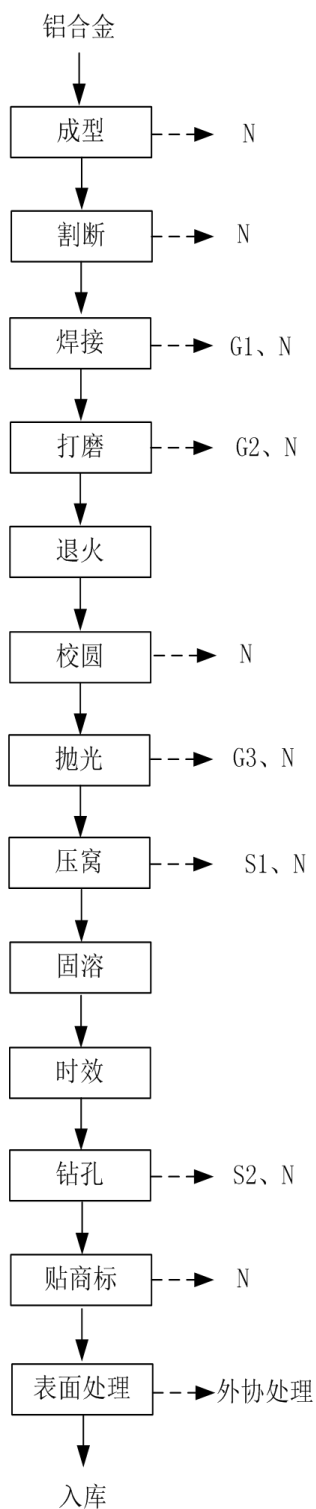 铝合金
成型 N
割断 N
焊接 G1、N
打磨 G2、N
退火
校圆 N
抛光 G3、N
压窝 S1、N
固溶
时效
钻孔 S2、N
贴商标 N
表面处理 外协处理
入库